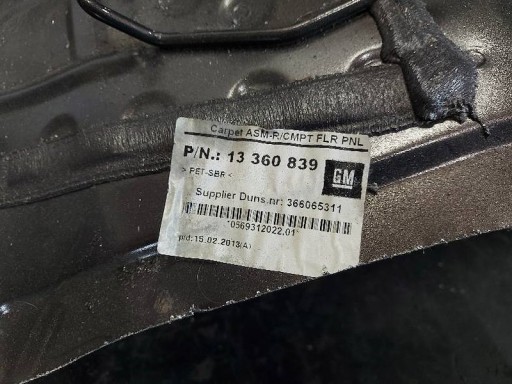 Carpet ASM-R/CMPT FLR PNL
P/N.: 13 360 839
> PET-SBR <
GM
Supplier Duns.nr: 366065311
*0569312022.01*
p/d: 15.02.2013(A)